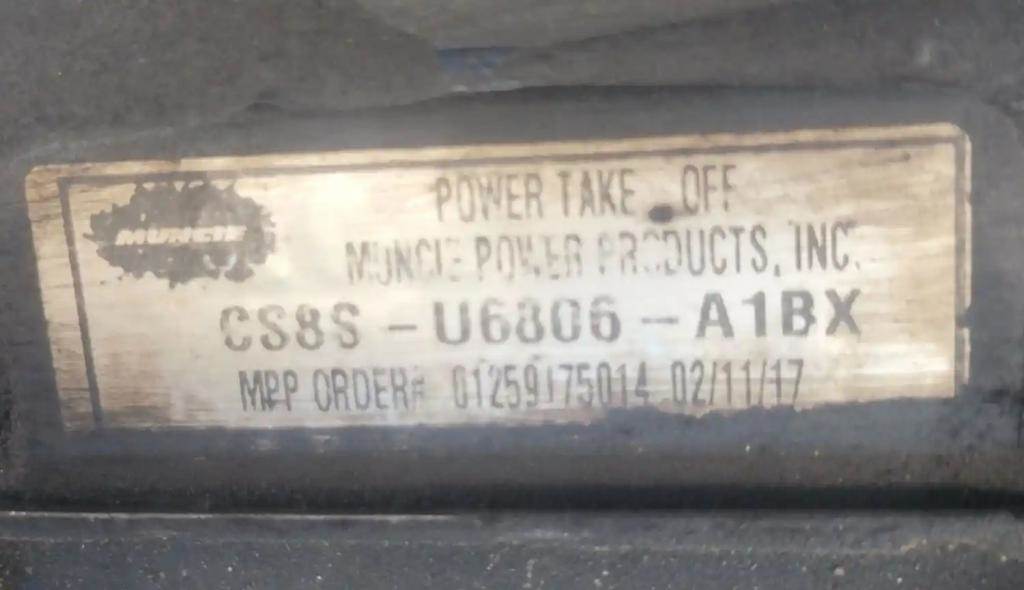 MUNCIE
POWER TAKE OFF
MUNCIE POWER PRODUCTS, INC.
CS8S - U6806 - A1BX
MPP ORDER# 01259175014 02/11/17